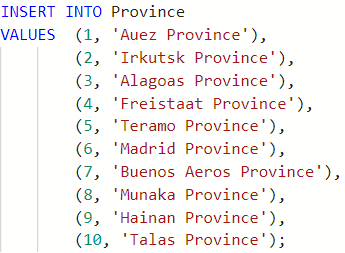 INSERT INTO Province
VALUES (1, 'Auez Province'),
(2, 'Irkutsk Province'),
(3, 'Alagoas Province'),
(4, 'Freistaat Province'),
(5, 'Teramo Province'),
(6, 'Madrid Province'),
(7, 'Buenos Aeros Province'),
(8, 'Munaka Province'),
(9, 'Hainan Province'),
(10, 'Talas Province');